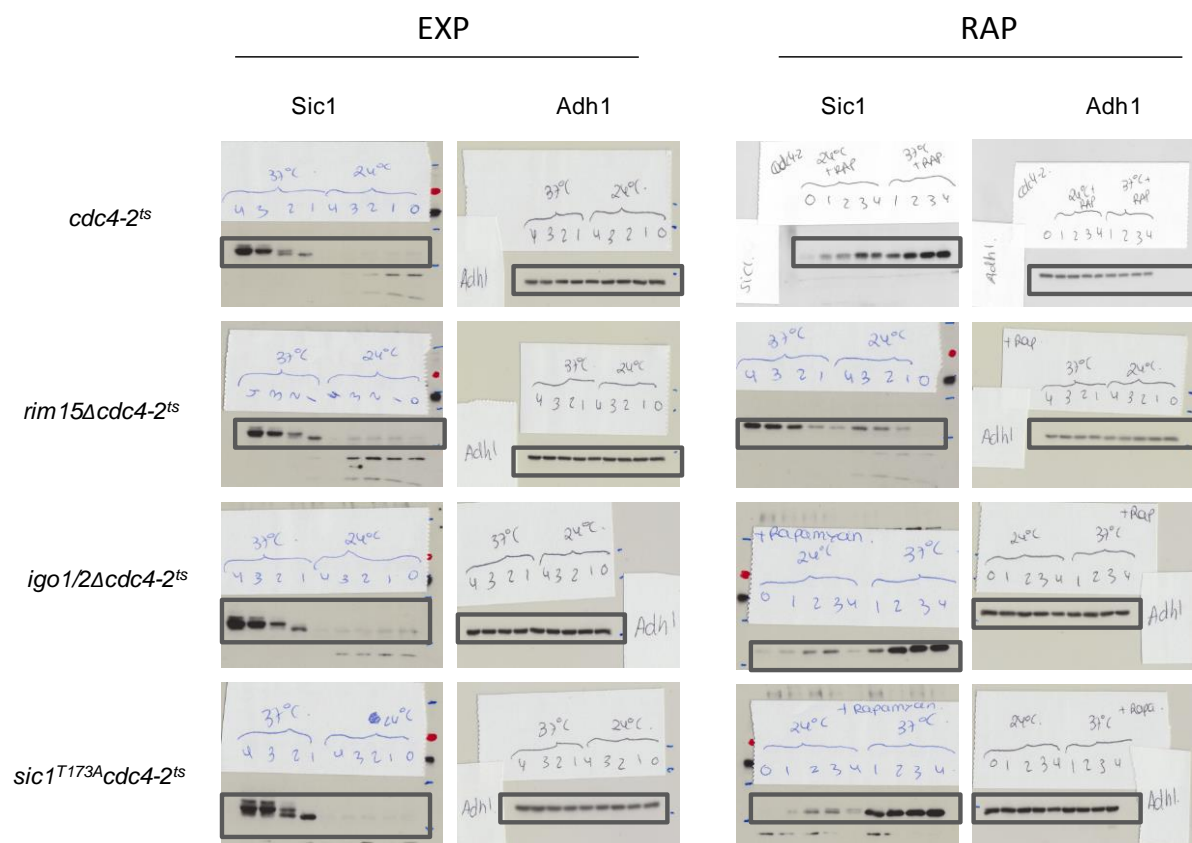 EXP RAP
Sic1 Adh1 Sic1 Adh1
cdc4-2ts
37°C 24°C
4 3 2 1 4 3 2 1 0
37°C 24°C.
4 3 2 1 4 3 2 1 0
Adh1
cdc4-2 24°C +RAP 37°C +RAP
0 1 2 3 4 1 2 3 4
Sic1.
cdc4-2. 24°C+ RAP 37°C+ RAP
0 1 2 3 4 1 2 3 4
Adh1.
rim15Δcdc4-2ts
37°C 24°C
4 3 2 1 4 3 2 1 0
37°C 24°C
4 3 2 1 4 3 2 1 0
Adh1
37°C 24°C
4 3 2 1 4 3 2 1 0
+Rap
37°C 24°C
4 3 2 1 4 3 2 1 0
Adh1
igo1/2Δcdc4-2ts
37°C 24°C
4 3 2 1 4 3 2 1 0
37°C 24°C
4 3 2 1 4 3 2 1 0
Adh1
+Rapamycin.
24°C 37°C
0 1 2 3 4 1 2 3 4
+Rap
24°C 37°C
0 1 2 3 4 1 2 3 4
Adh1
sic1T173Acdc4-2ts
37°C. 24°C
4 3 2 1 4 3 2 1 0
37°C 24°C
4 3 2 1 4 3 2 1 0
Adh1
+ Rapamycin.
24°C 37°C.
0 1 2 3 4 1 2 3 4.
24°C. 37°C + Rapa.
0 1 2 3 4 1 2 3 4
Adh1.